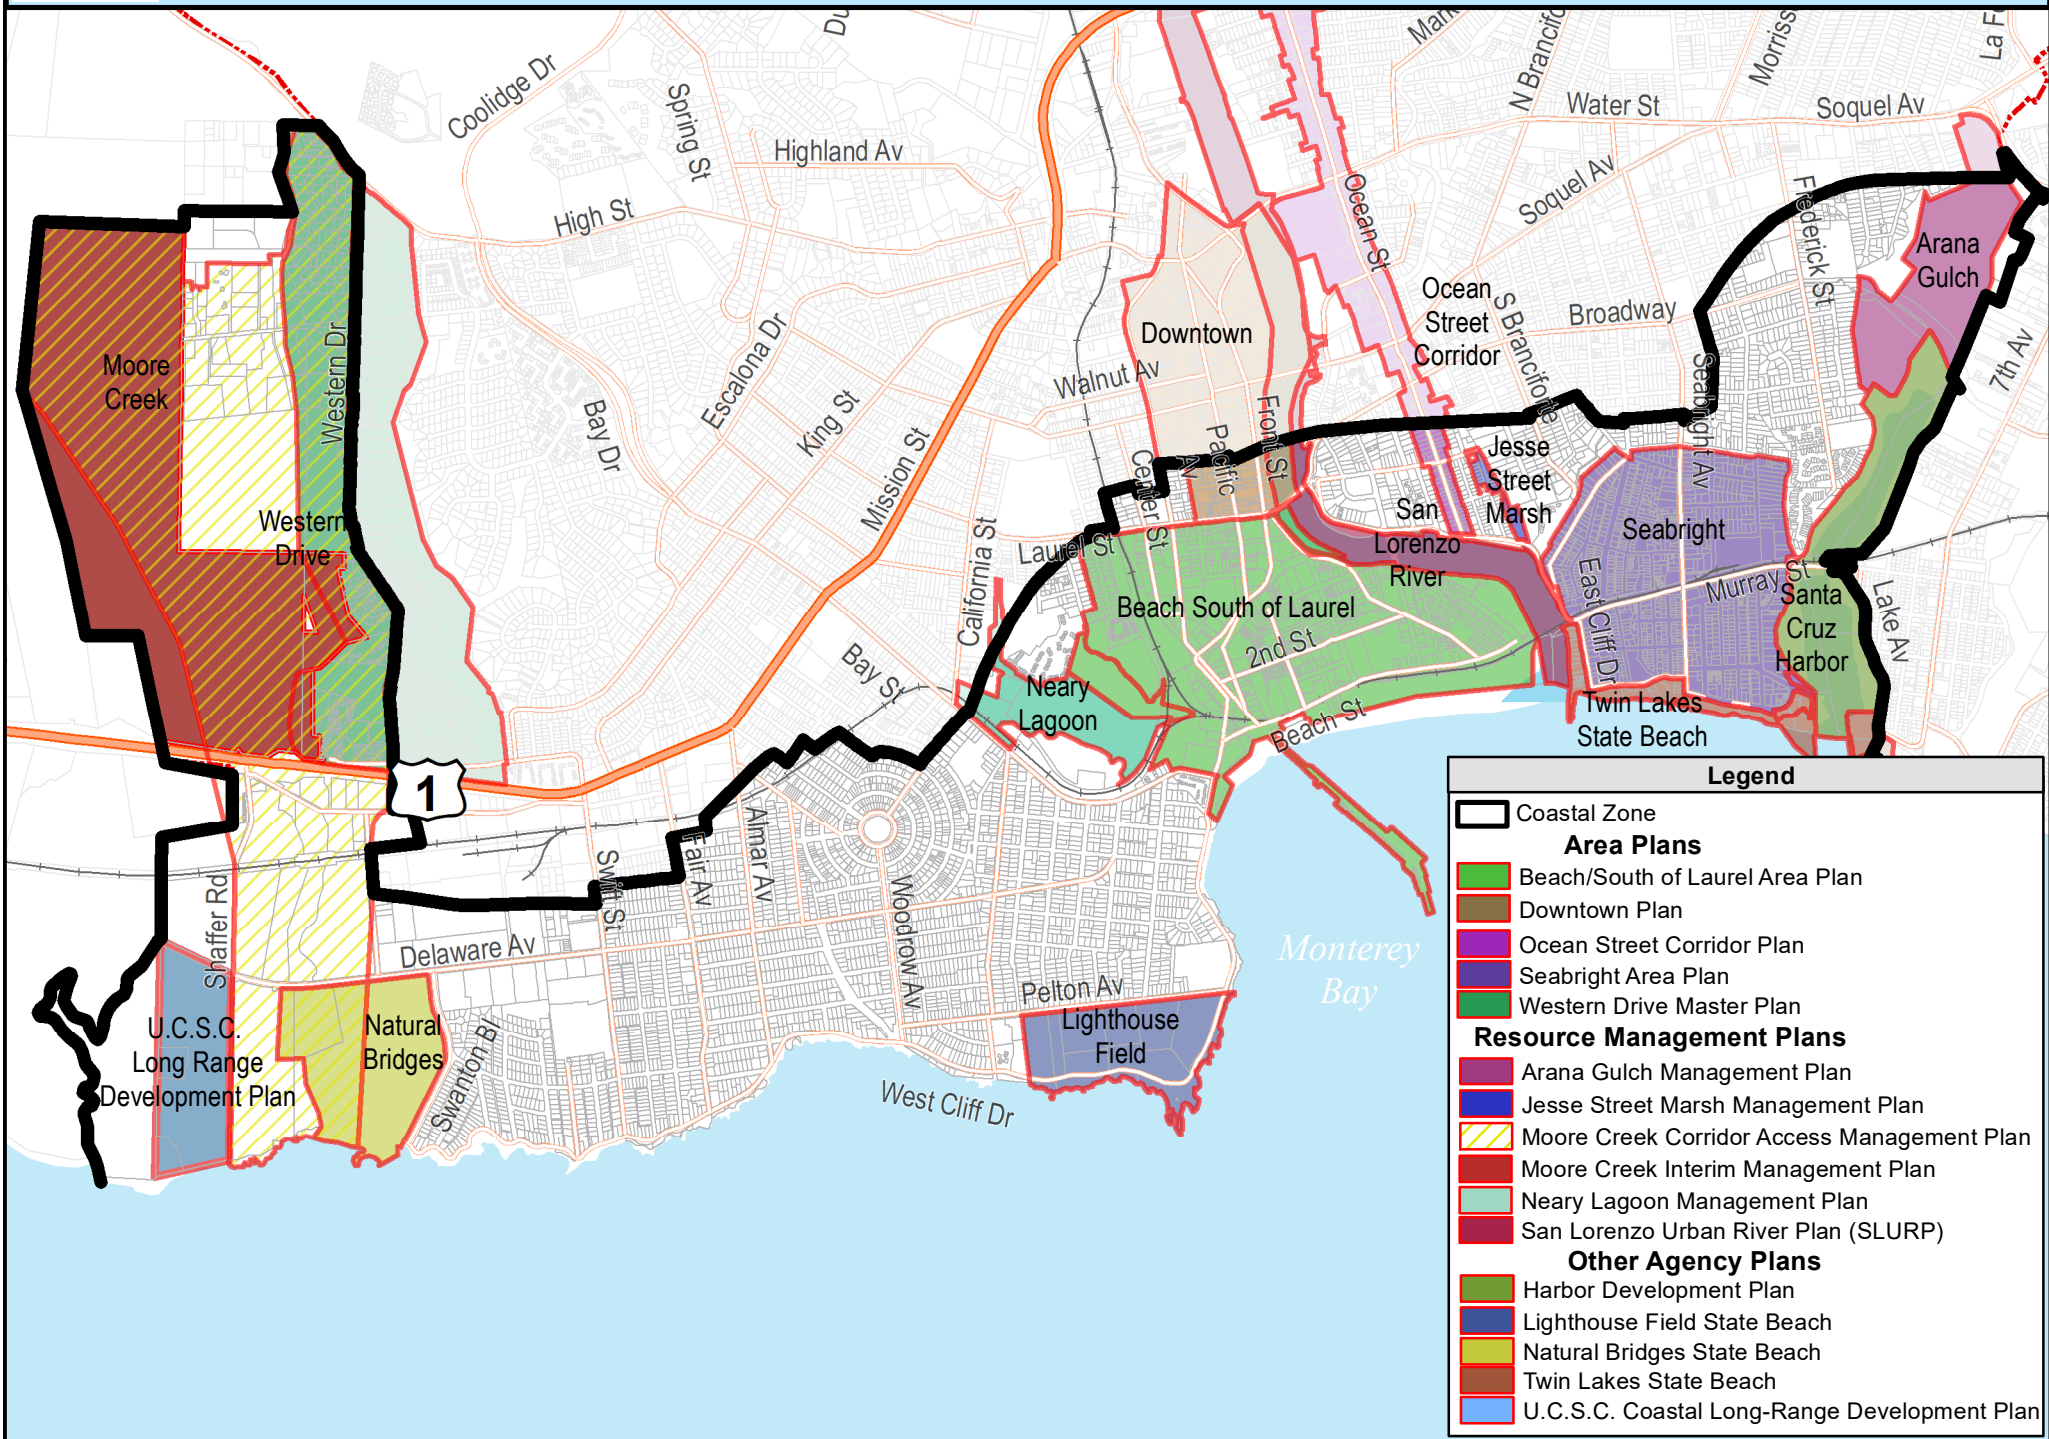 Coolidge Dr
Spring St
Highland Av
High St
Du
Mark
N Brancifo
Morriss
La F
Water St
Soquel Av
Soquel Av
Ocean St
Frederick St
Arana
Gulch
7th Av
Moore
Creek
Western Dr
Western
Drive
Bay Dr
Escalona Dr
King St
Mission St
Walnut Av
Downtown
Front St
Pacific
Av
Center St
Laurel St
California St
Bay St
Ocean
Street
Corridor
S Branciforte
Broadway
Seabright Av
Jesse
Street
Marsh
San
Lorenzo
River
Seabright
East Cliff Dr
Murray St
Santa
Cruz
Harbor
Lake Av
Beach South of Laurel
2nd St
Beach St
Neary
Lagoon
Twin Lakes
State Beach
1
Shaffer Rd
Swift St
Fair Av
Almar Av
Woodrow Av
Delaware Av
Swanton Bl
Pelton Av
Lighthouse
Field
West Cliff Dr
Natural
Bridges
U.C.S.C.
Long Range
Development Plan
Monterey
Bay
Legend
Coastal Zone
Area Plans
Beach/South of Laurel Area Plan
Downtown Plan
Ocean Street Corridor Plan
Seabright Area Plan
Western Drive Master Plan
Resource Management Plans
Arana Gulch Management Plan
Jesse Street Marsh Management Plan
Moore Creek Corridor Access Management Plan
Moore Creek Interim Management Plan
Neary Lagoon Management Plan
San Lorenzo Urban River Plan (SLURP)
Other Agency Plans
Harbor Development Plan
Lighthouse Field State Beach
Natural Bridges State Beach
Twin Lakes State Beach
U.C.S.C. Coastal Long-Range Development Plan